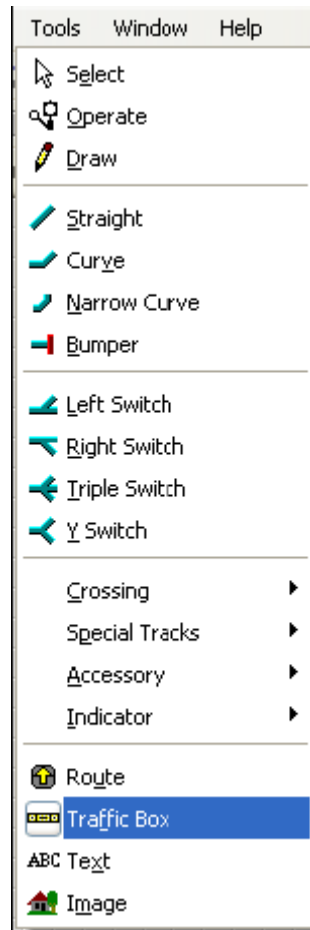 Tools Window Help
Select
Operate
Draw
Straight
Curve
Narrow Curve
Bumper
Left Switch
Right Switch
Triple Switch
Y Switch
Crossing
Special Tracks
Accessory
Indicator
Route
Traffic Box
ABC Text
Image